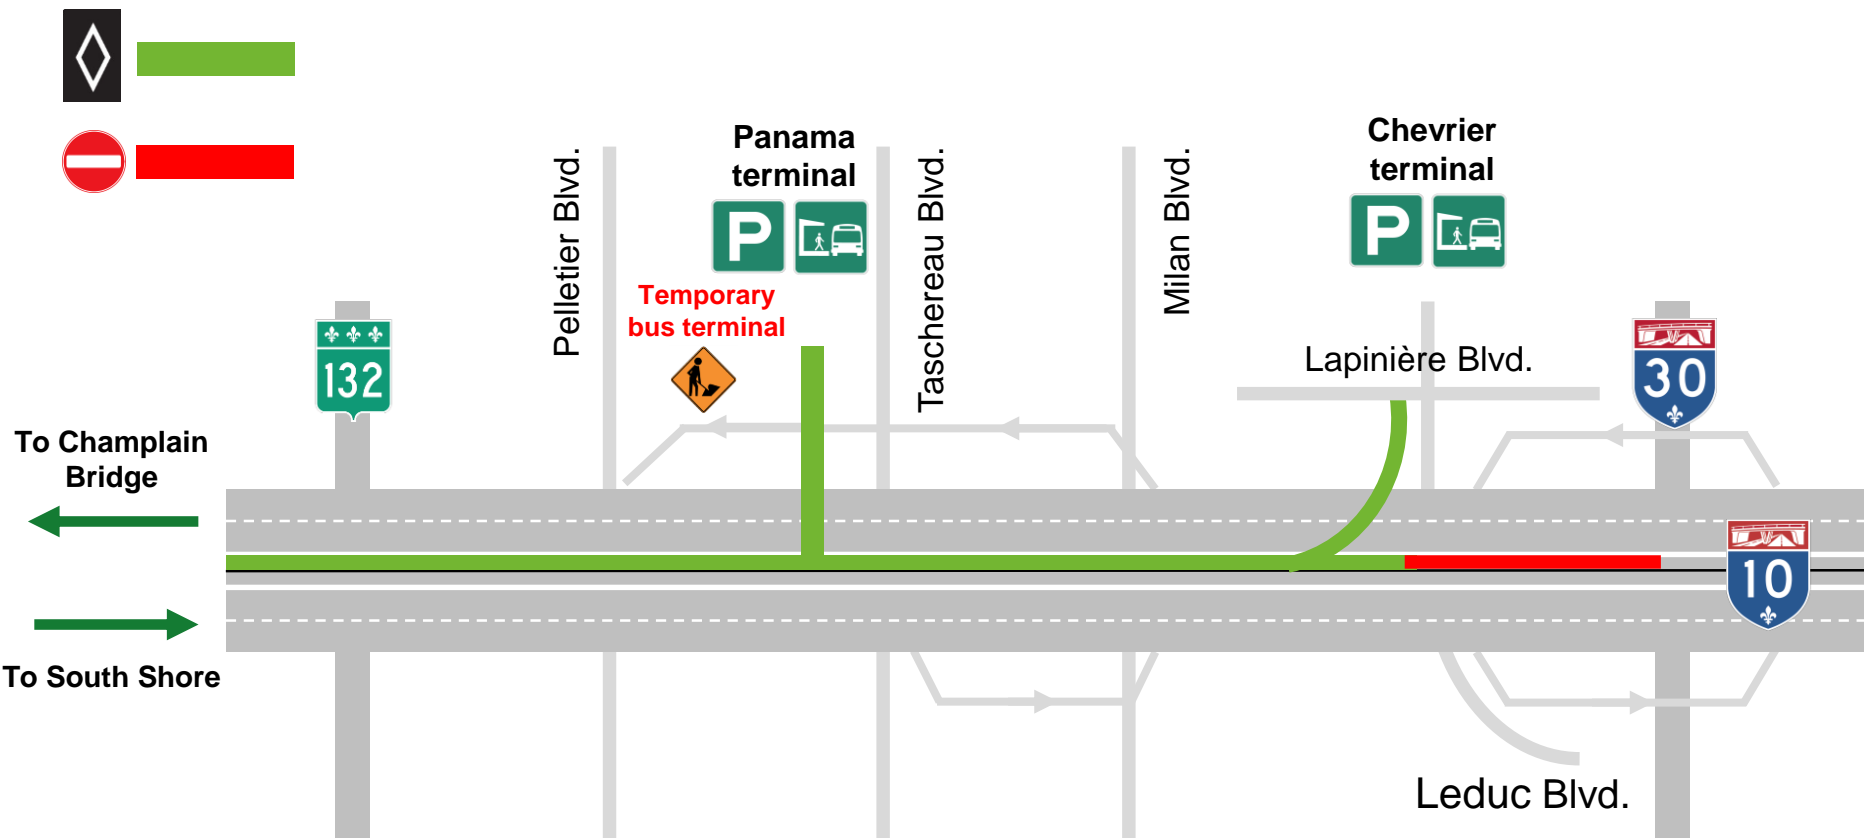 Panama
terminal
P
Chevrier
terminal
P
Pelletier Blvd.
Taschereau Blvd.
Milan Blvd.
Temporary
bus terminal
132
Lapinière Blvd.
30
To Champlain
Bridge
10
To South Shore
Leduc Blvd.